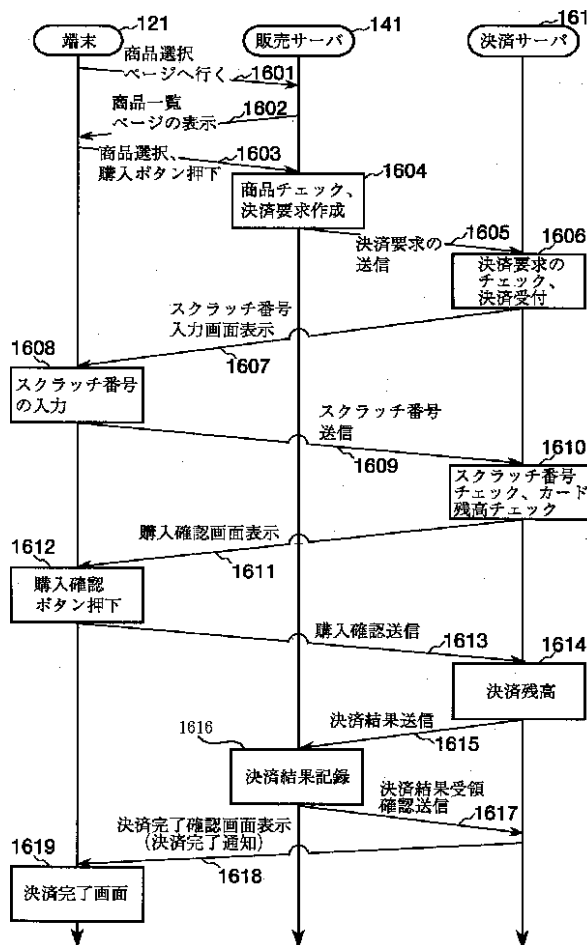 端末
121
販売サーバ
141
決済サーバ
161
商品選択
ページへ行く
1601
商品一覧
ページの表示
1602
商品選択、
購入ボタン押下
1603
1604
商品チェック、
決済要求作成
決済要求の
送信
1605
1606
決済要求の
チェック、
決済受付
スクラッチ番号
入力画面表示
1607
1608
スクラッチ番号
の入力
スクラッチ番号
送信
1609
1610
スクラッチ番号
チェック、カード
残高チェック
購入確認画面表示
1611
1612
購入確認
ボタン押下
購入確認送信
1613
1614
決済残高
決済結果送信
1615
1616
決済結果記録
決済結果受領
確認送信
1617
決済完了確認画面表示
(決済完了通知)
1618
1619
決済完了画面